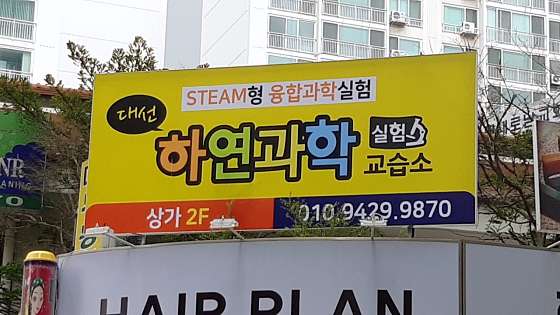 STEAM형 융합과학실험
대선
하연과학
실험
교습소
상가 2F
010.9429.9870
HAIR PLAN